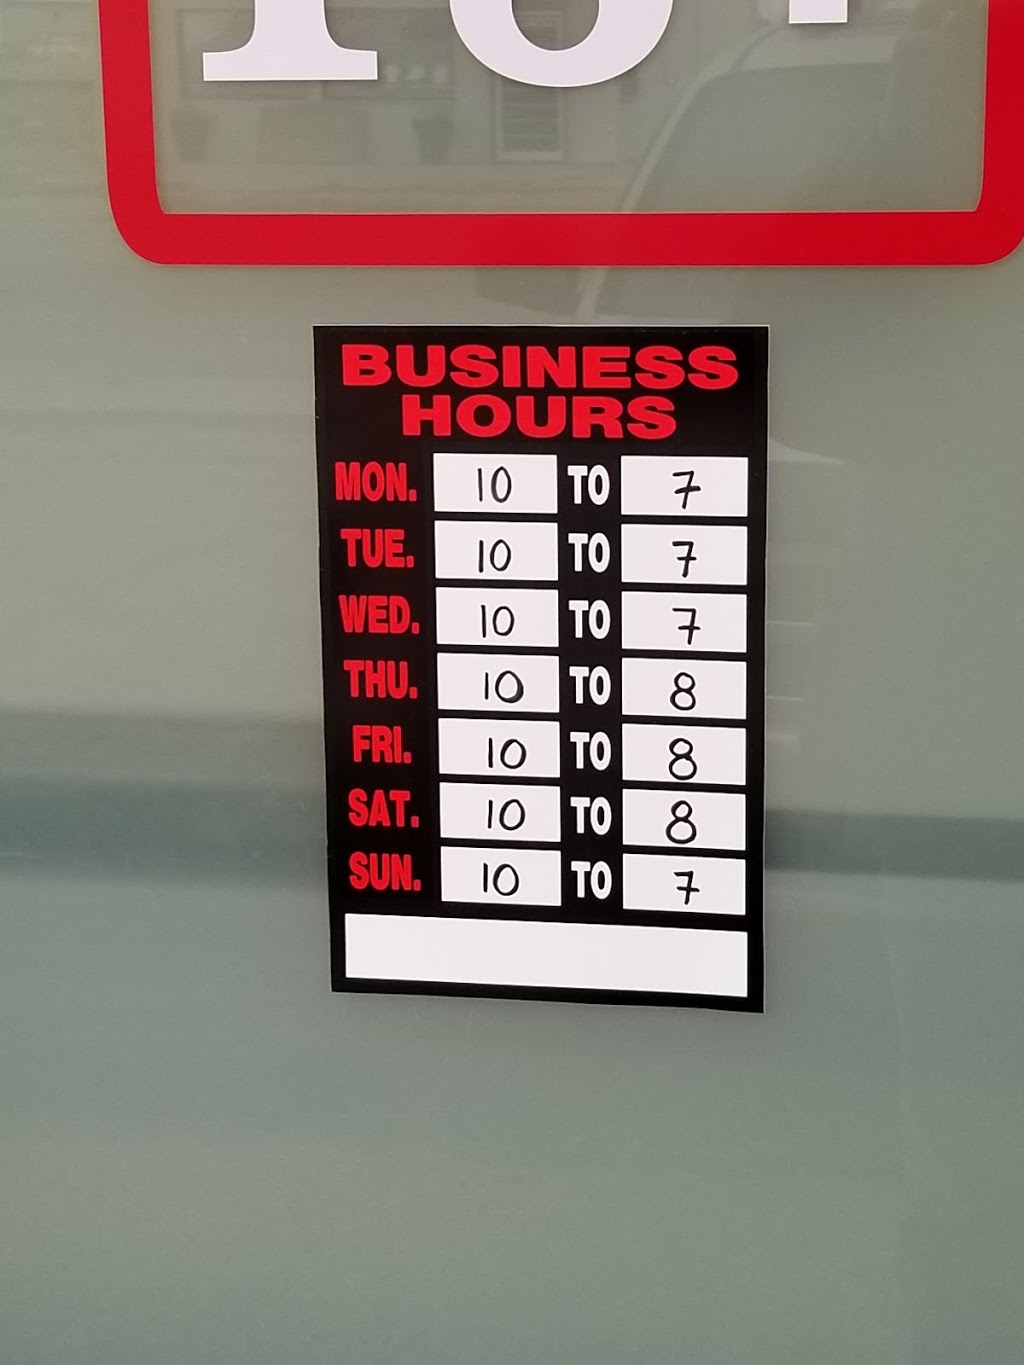 BUSINESS
HOURS
MON. 10 TO 7
TUE. 10 TO 7
WED. 10 TO 7
THU. 10 TO 8
FRI. 10 TO 8
SAT. 10 TO 8
SUN. 10 TO 7